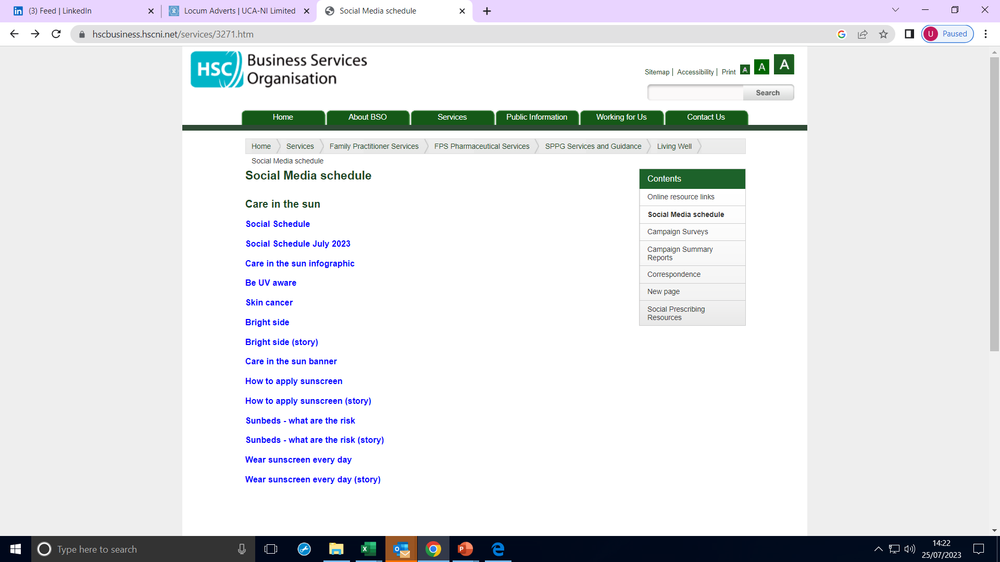 (3) Feed | LinkedIn
Locum Adverts | UCA-NI Limited
Social Media schedule
hscbusiness.hscni.net/services/3271.htm
U Paused
HSC Business Services
Organisation
Sitemap | Accessibility | Print A A A
Search
Home
About BSO
Services
Public Information
Working for Us
Contact Us
Home
Services
Family Practitioner Services
FPS Pharmaceutical Services
SPPG Services and Guidance
Living Well
Social Media schedule
Social Media schedule
Care in the sun
Social Schedule
Social Schedule July 2023
Care in the sun infographic
Be UV aware
Skin cancer
Bright side
Bright side (story)
Care in the sun banner
How to apply sunscreen
How to apply sunscreen (story)
Sunbeds - what are the risk
Sunbeds - what are the risk (story)
Wear sunscreen every day
Wear sunscreen every day (story)
Contents
Online resource links
Social Media schedule
Campaign Surveys
Campaign Summary
Reports
Correspondence
New page
Social Prescribing
Resources
Type here to search
14:22
25/07/2023